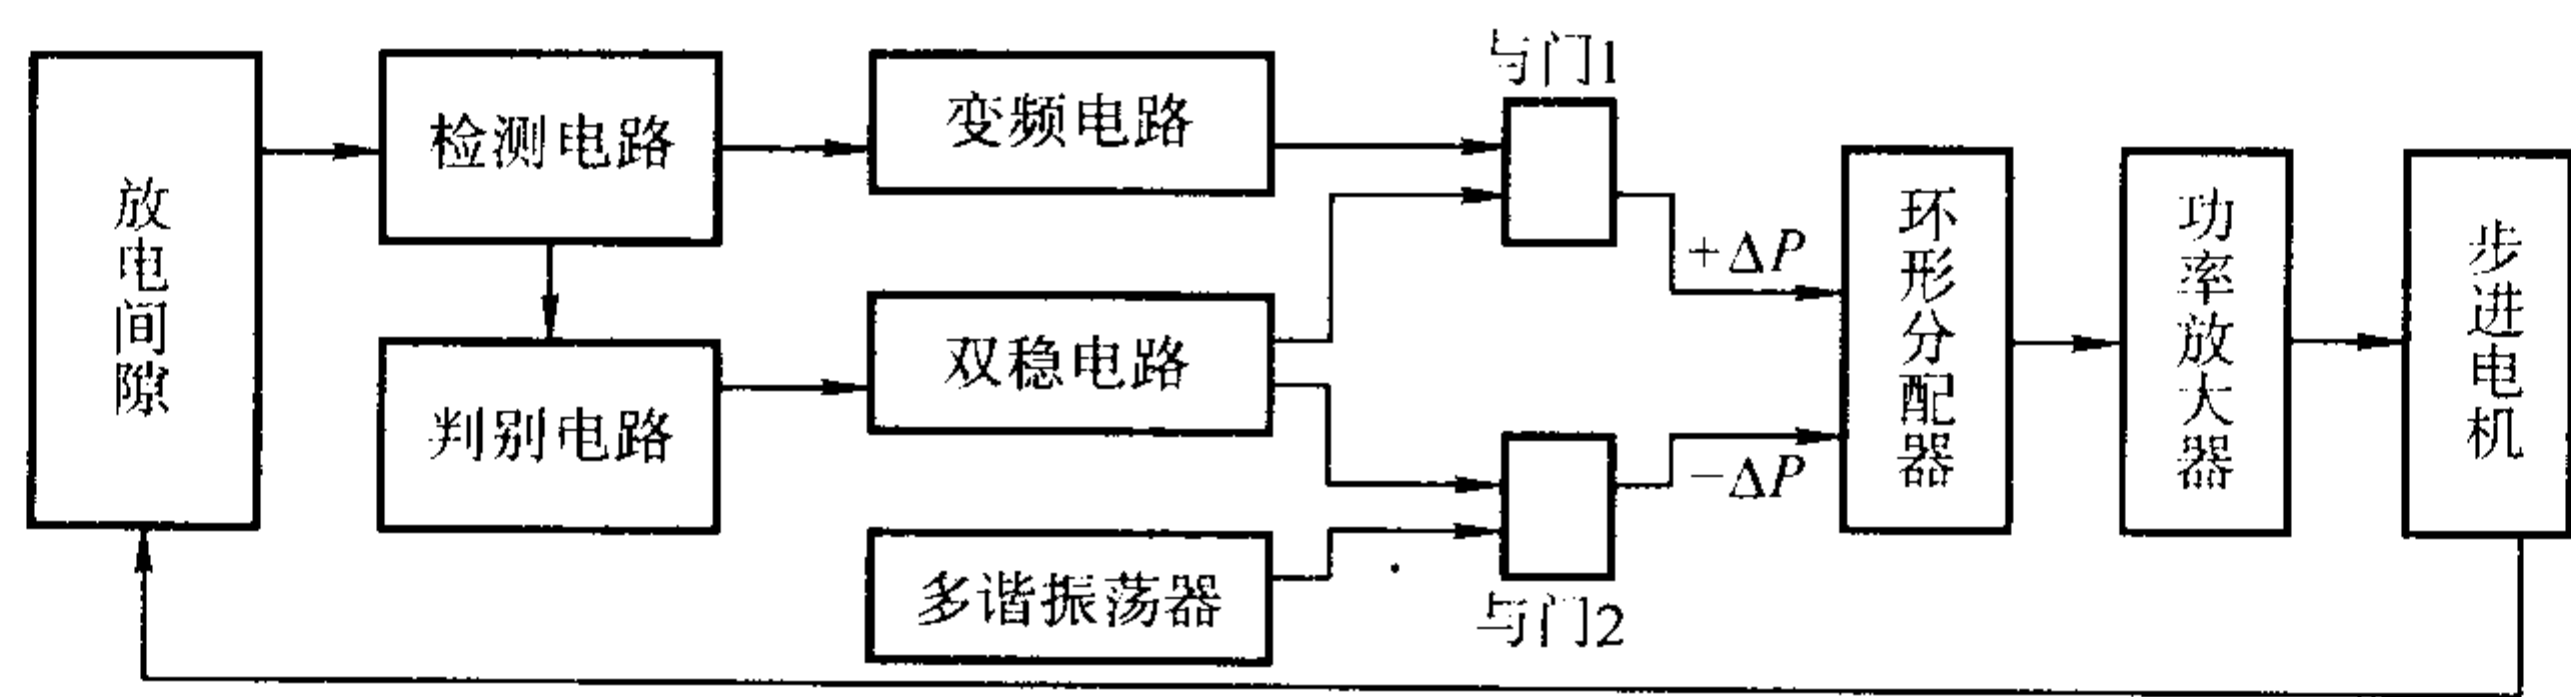 放电间隙
检测电路
判别电路
变频电路
双稳电路
多谐振荡器
与门1
与门2
+ΔP
−ΔP
环形分配器
功率放大器
步进电机